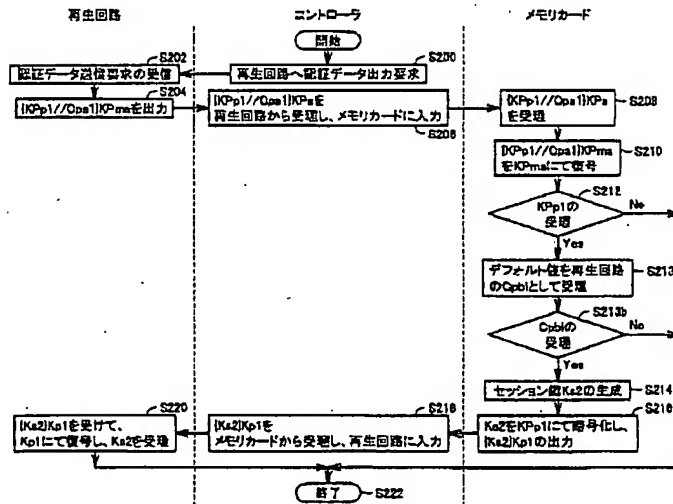 再生回路
コントローラ
メモリカード
開始
S202
認証データ送信要求の受信
S200
再生回路へ認証データ出力要求
S204
{KPp1//Cpa1}KPmaを出力
{KPp1//Cpa1}KPaを
再生回路から受理し、メモリカードに入力
S206
{KPp1//Cpa1}KPa
を受理
S208
{KPp1//Cpa1}KPma
をKPmaにて復号
S210
S212
KPp1の
受理
No
Yes
デフォルト値を再生回路
のCpblとして受理
S213
S213b
Cpblの
受理
No
Yes
セッション鍵Ks2の生成
S214
S216
Ks2をKPp1にて暗号化し、
{Ks2}Kp1の出力
S218
{Ks2}Kp1を
メモリカードから受理し、再生回路に入力
S220
{Ks2}Kp1を受けて、
Kp1にて復号し、Ks2を受理
終了
S222